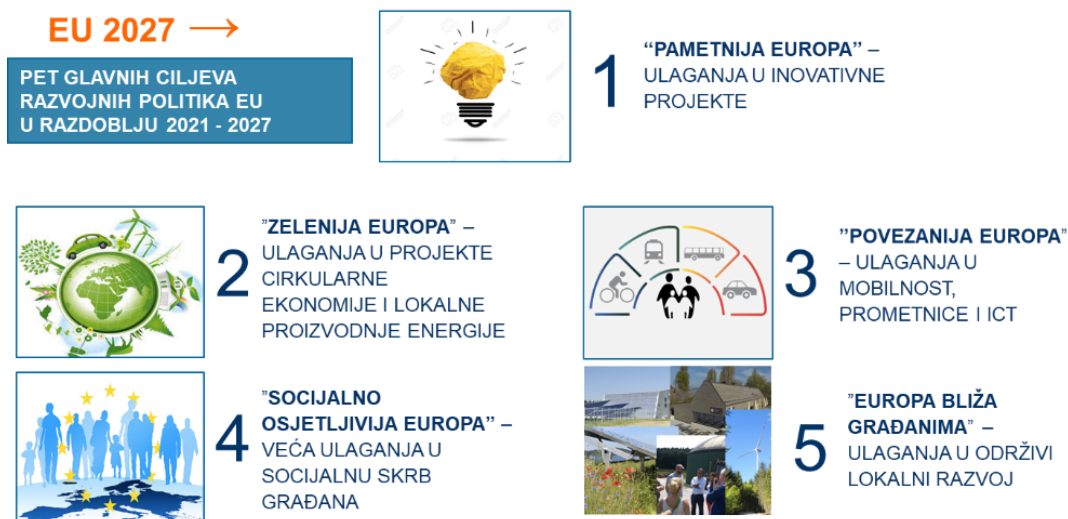 EU 2027 →
PET GLAVNIH CILJEVA
RAZVOJNIH POLITIKA EU
U RAZDOBLJU 2021 - 2027
1
“PAMETNIJA EUROPA” –
ULAGANJA U INOVATIVNE
PROJEKTE
2
”ZELENIJA EUROPA” –
ULAGANJA U PROJEKTE
CIRKULARNE
EKONOMIJE I LOKALNE
PROIZVODNJE ENERGIJE
3
”POVEZANIJA EUROPA”
– ULAGANJA U
MOBILNOST,
PROMETNICE I ICT
4
”SOCIJALNO
OSJETLJIVIJA EUROPA” –
VEĆA ULAGANJA U
SOCIJALNU SKRB
GRAĐANA
5
”EUROPA BLIŽA
GRAĐANIMA” –
ULAGANJA U ODRŽIVI
LOKALNI RAZVOJ